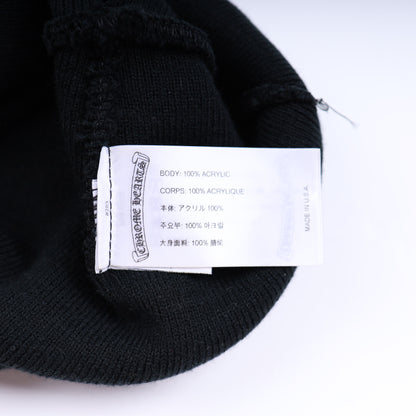 CHROME HEARTS
BODY: 100% ACRYLIC
CORPS: 100% ACRYLIQUE
本体: アクリル 100%
주요부: 100% 아크릴
大身面料: 100% 腈纶
MADE IN U.S.A.